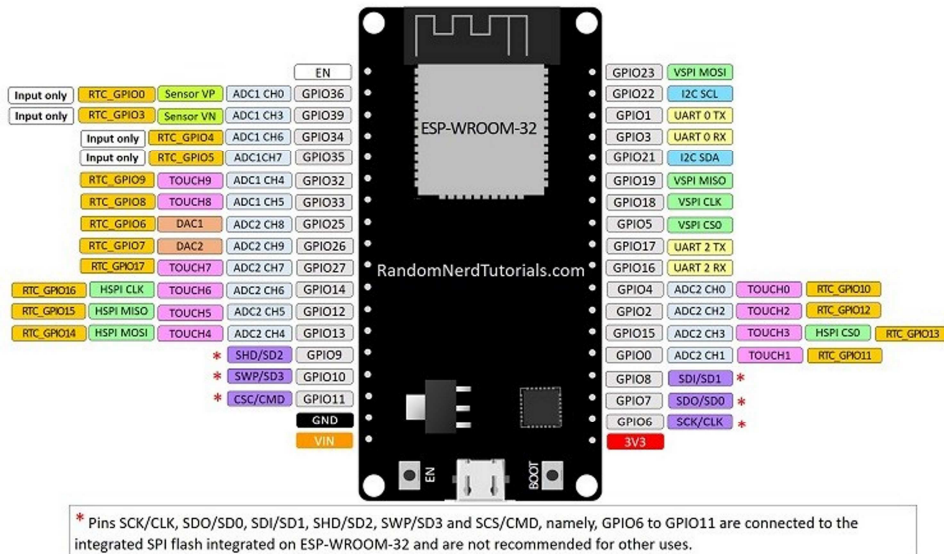 EN
Input only RTC_GPIO0 Sensor VP ADC1 CH0 GPIO36
Input only RTC_GPIO3 Sensor VN ADC1 CH3 GPIO39
Input only RTC_GPIO4 ADC1 CH6 GPIO34
Input only RTC_GPIO5 ADC1CH7 GPIO35
RTC_GPIO9 TOUCH9 ADC1 CH4 GPIO32
RTC_GPIO8 TOUCH8 ADC1 CH5 GPIO33
RTC_GPIO6 DAC1 ADC2 CH8 GPIO25
RTC_GPIO7 DAC2 ADC2 CH9 GPIO26
RTC_GPIO17 TOUCH7 ADC2 CH7 GPIO27
RTC_GPIO16 HSPI CLK TOUCH6 ADC2 CH6 GPIO14
RTC_GPIO15 HSPI MISO TOUCH5 ADC2 CH5 GPIO12
RTC_GPIO14 HSPI MOSI TOUCH4 ADC2 CH4 GPIO13
* SHD/SD2 GPIO9
* SWP/SD3 GPIO10
* CSC/CMD GPIO11
GND
VIN
ESP-WROOM-32
RandomNerdTutorials.com
EN
BOOT
GPIO23 VSPI MOSI
GPIO22 I2C SCL
GPIO1 UART 0 TX
GPIO3 UART 0 RX
GPIO21 I2C SDA
GPIO19 VSPI MISO
GPIO18 VSPI CLK
GPIO5 VSPI CS0
GPIO17 UART 2 TX
GPIO16 UART 2 RX
GPIO4 ADC2 CH0 TOUCH0 RTC_GPIO10
GPIO2 ADC2 CH2 TOUCH2 RTC_GPIO12
GPIO15 ADC2 CH3 TOUCH3 HSPI CS0 RTC_GPIO13
GPIO0 ADC2 CH1 TOUCH1 RTC_GPIO11
GPIO8 SDI/SD1 *
GPIO7 SDO/SD0 *
GPIO6 SCK/CLK *
3V3
* Pins SCK/CLK, SDO/SD0, SDI/SD1, SHD/SD2, SWP/SD3 and SCS/CMD, namely, GPIO6 to GPIO11 are connected to the
integrated SPI flash integrated on ESP-WROOM-32 and are not recommended for other uses.